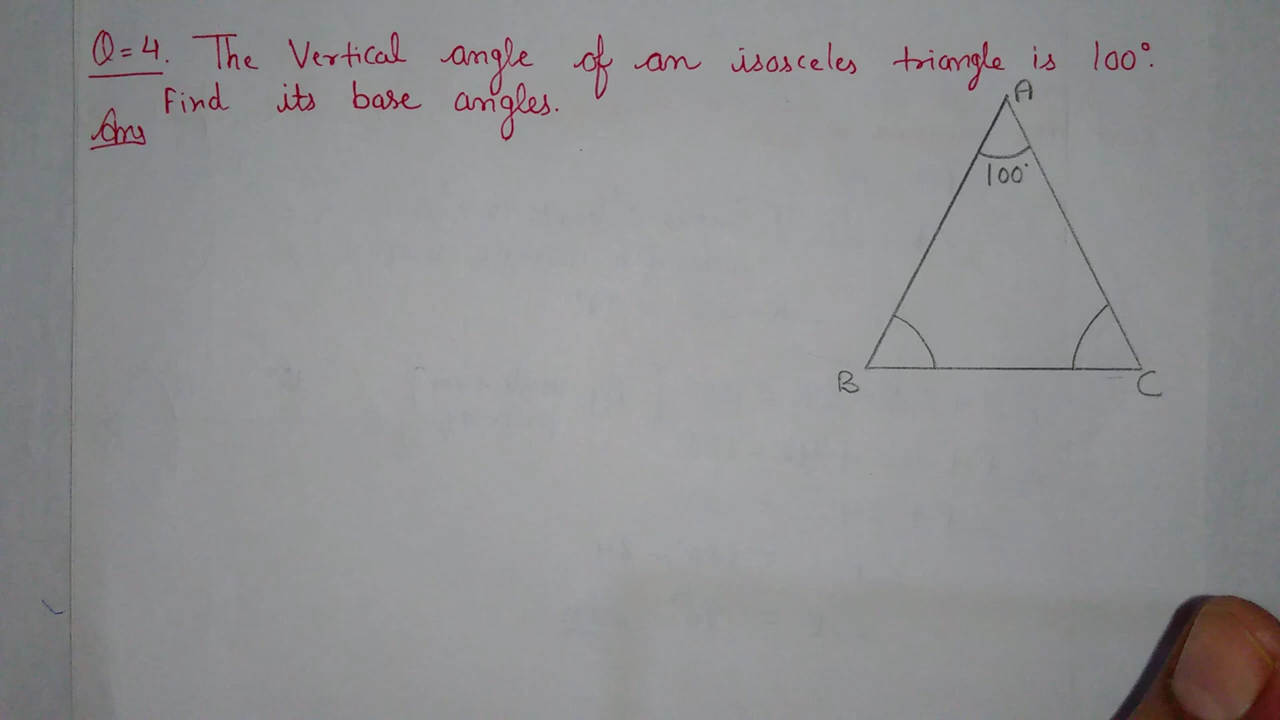 Q=4. The Vertical angle of an isosceles triangle is 100°.
Find its base angles.
Ans
A
100°
B
C